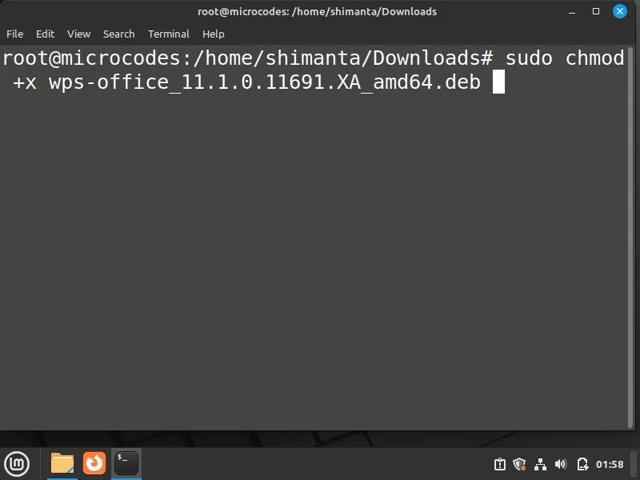 root@microcodes: /home/shimanta/Downloads
File Edit View Search Terminal Help
root@microcodes:/home/shimanta/Downloads# sudo chmod
+x wps-office_11.1.0.11691.XA_amd64.deb
$_
01:58